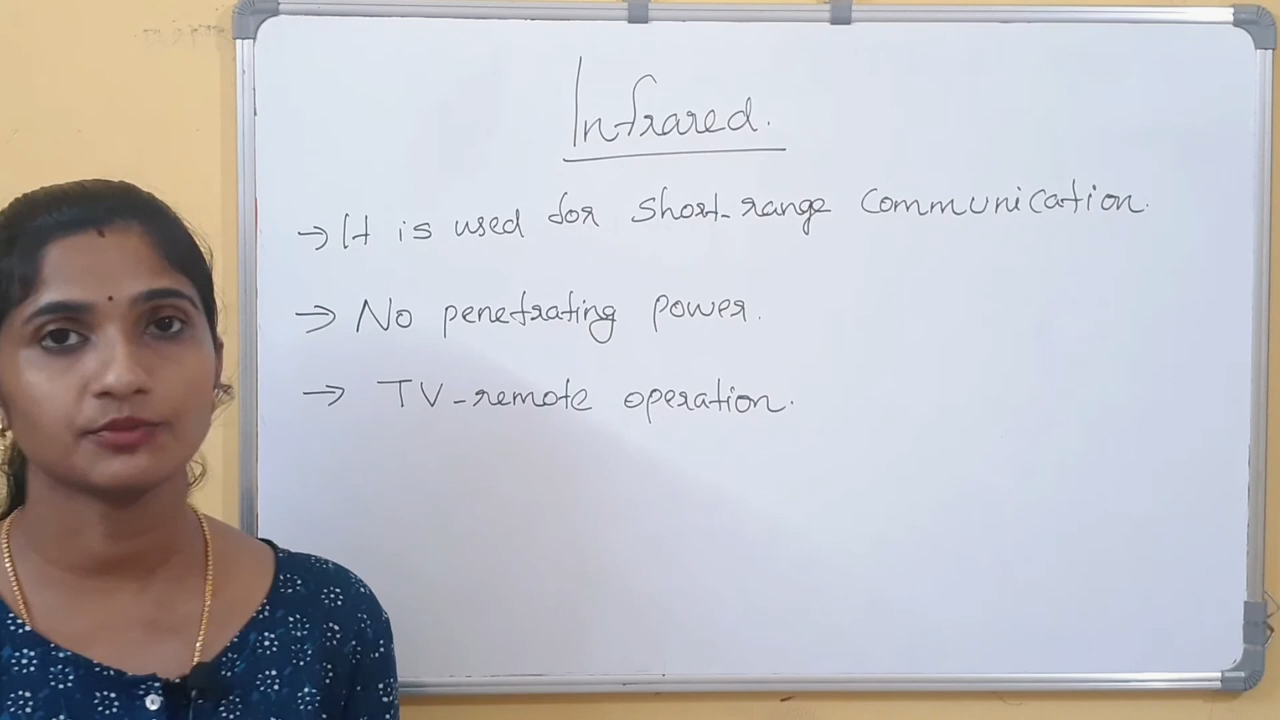 Infrared.
→ It is used for short-range communication.
→ No penetrating power.
→ TV-remote operation.